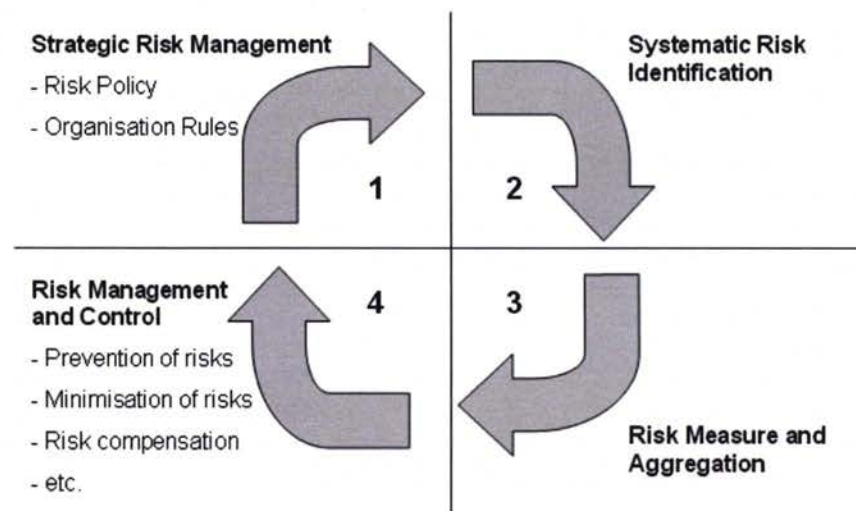 Strategic Risk Management
- Risk Policy
- Organisation Rules
1
Systematic Risk
Identification
2
Risk Management
and Control
- Prevention of risks
- Minimisation of risks
- Risk compensation
- etc.
4
3
Risk Measure and
Aggregation